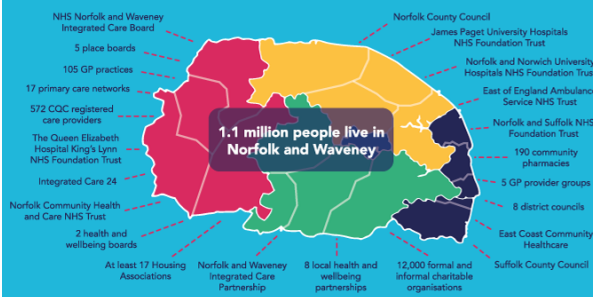 NHS Norfolk and Waveney
Integrated Care Board
5 place boards
105 GP practices
17 primary care networks
572 CQC registered
care providers
The Queen Elizabeth
Hospital King's Lynn
NHS Foundation Trust
Integrated Care 24
Norfolk Community Health
and Care NHS Trust
2 health and
wellbeing boards
At least 17 Housing
Associations
Norfolk and Waveney
Integrated Care
Partnership
8 local health and
wellbeing
partnerships
12,000 formal and
informal charitable
organisations
1.1 million people live in
Norfolk and Waveney
Norfolk County Council
James Paget University Hospitals
NHS Foundation Trust
Norfolk and Norwich University
Hospitals NHS Foundation Trust
East of England Ambulance
Service NHS Trust
Norfolk and Suffolk NHS
Foundation Trust
190 community
pharmacies
5 GP provider groups
8 district councils
East Coast Community
Healthcare
Suffolk County Council